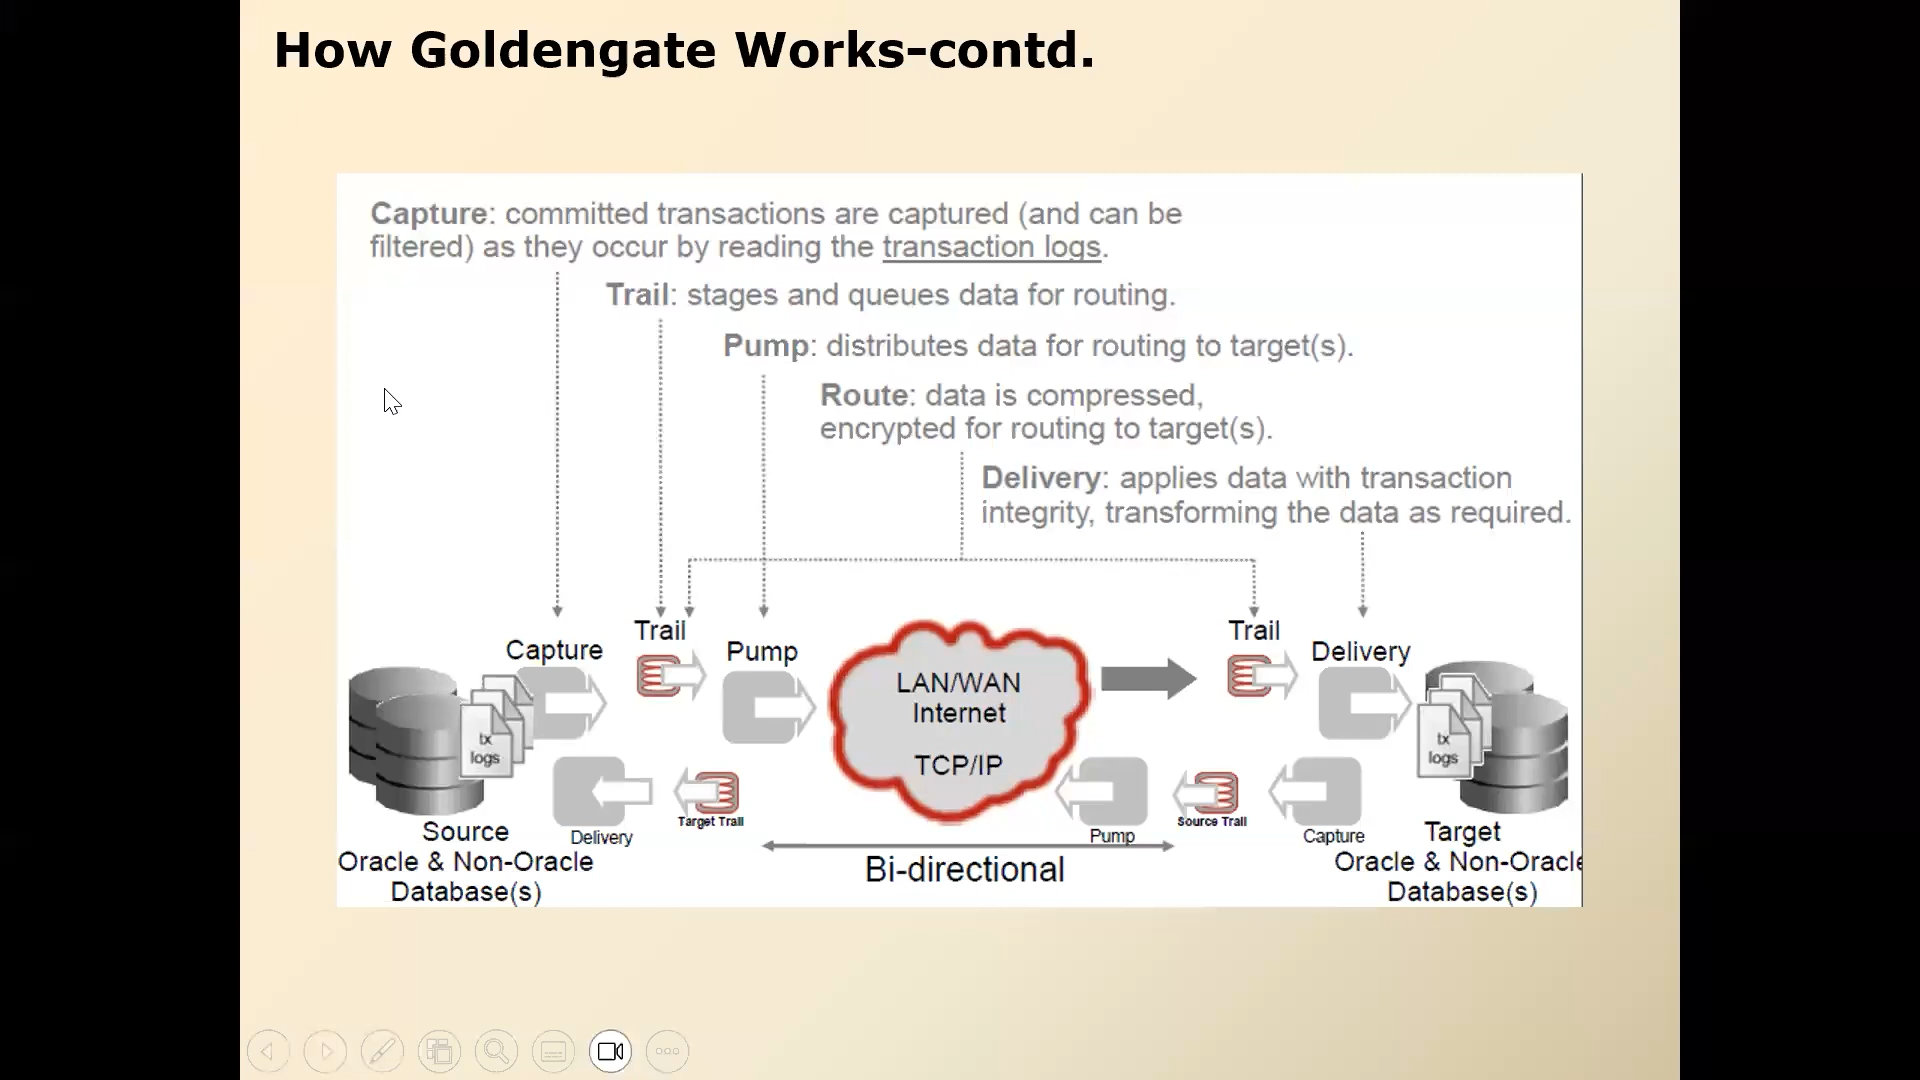 How Goldengate Works-contd.
Capture: committed transactions are captured (and can be
filtered) as they occur by reading the transaction logs.
Trail: stages and queues data for routing.
Pump: distributes data for routing to target(s).
Route: data is compressed,
encrypted for routing to target(s).
Delivery: applies data with transaction
integrity, transforming the data as required.
Capture
Trail
Pump
LAN/WAN
Internet
TCP/IP
Trail
Delivery
tx
logs
tx
logs
Delivery
Target Trail
Pump
Source Trail
Capture
Source
Oracle & Non-Oracle
Database(s)
Bi-directional
Target
Oracle & Non-Oracle
Database(s)